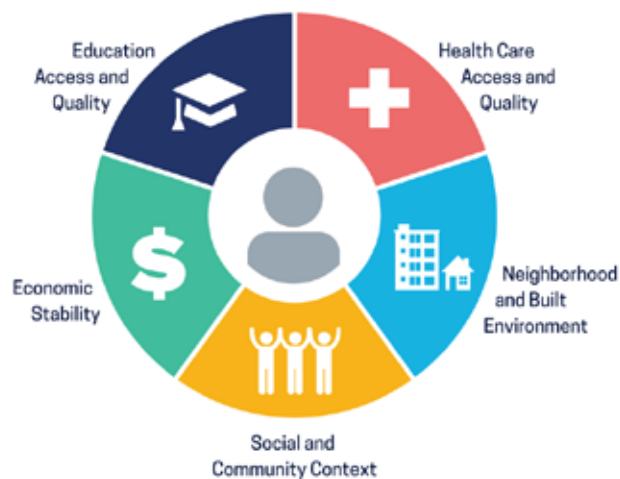 Education
Access and
Quality
Health Care
Access and
Quality
$
Economic
Stability
Neighborhood
and Built
Environment
Social and
Community Context